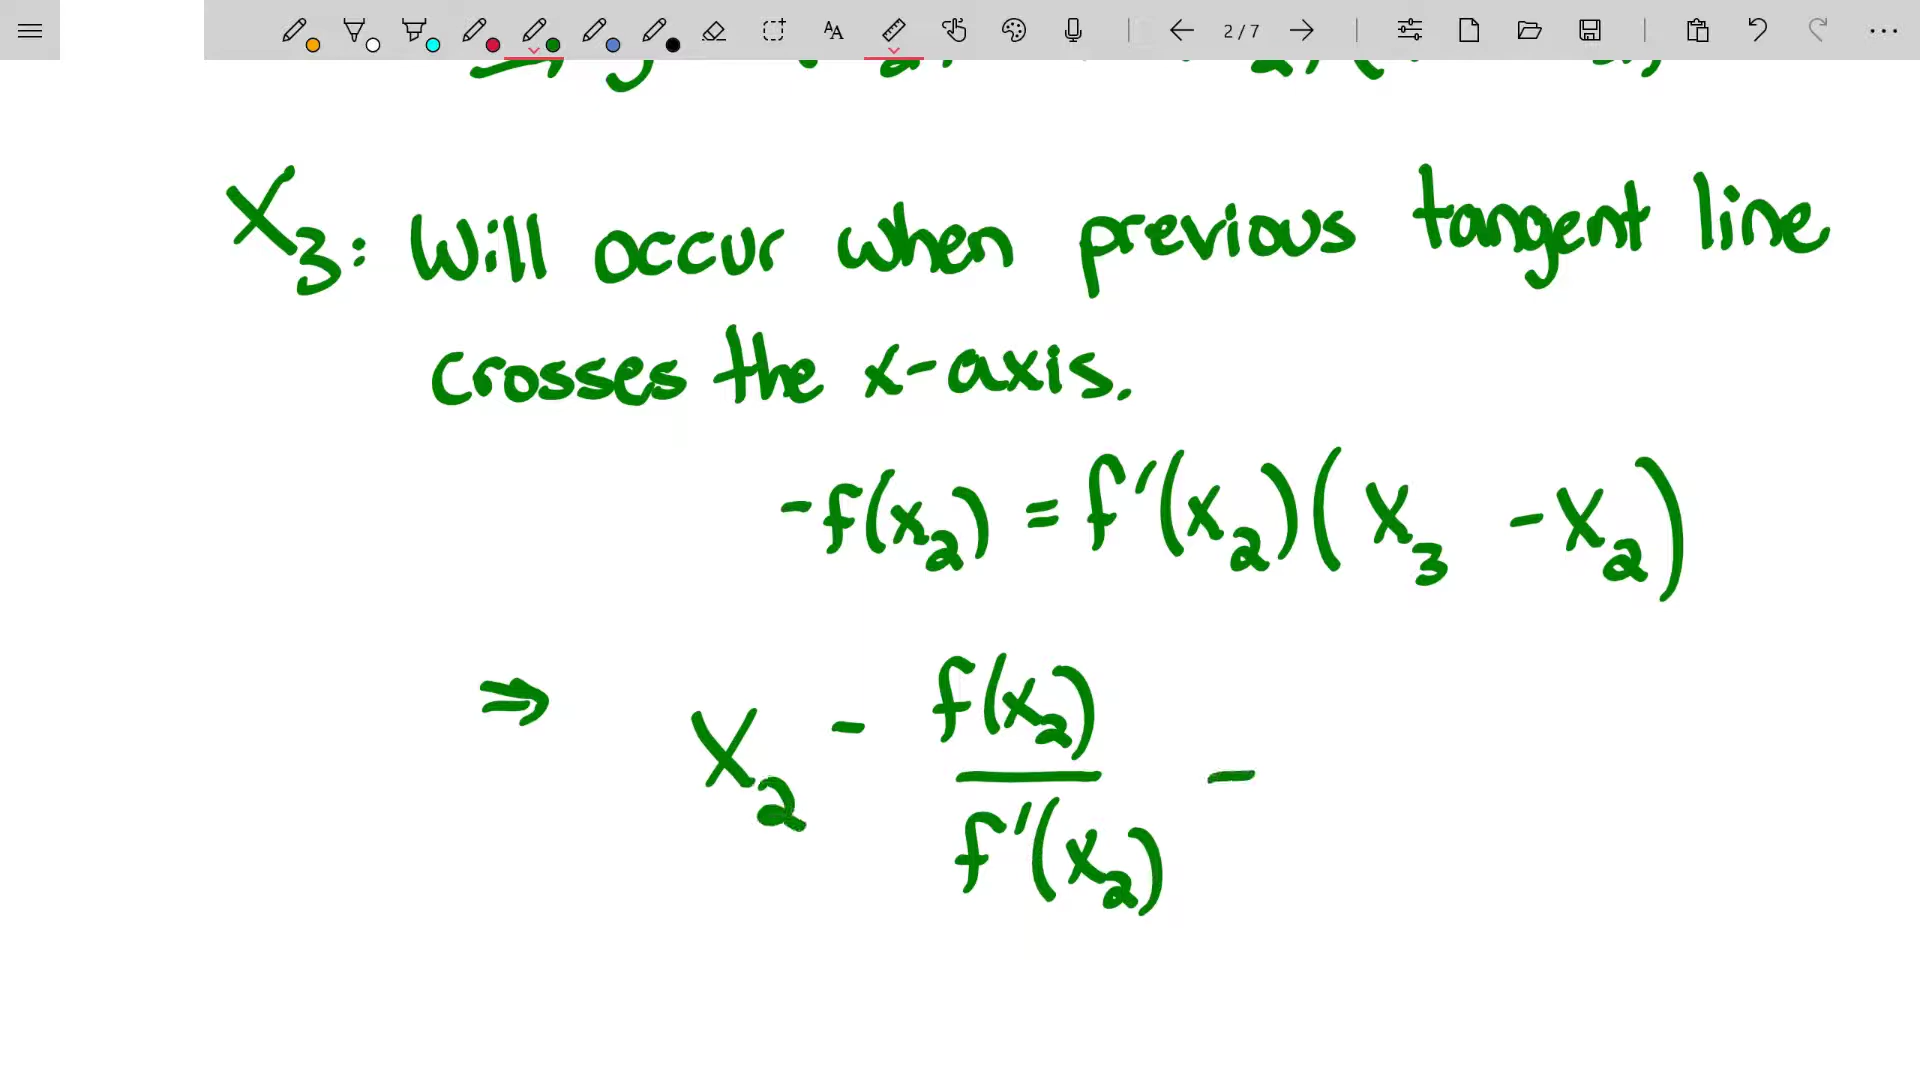 2 / 7
X₃: Will occur when previous tangent line
crosses the x-axis.
-f(x₂) = f'(x₂)(x₃ -x₂)
⇒ x₂ - f(x₂)/f'(x₂) -